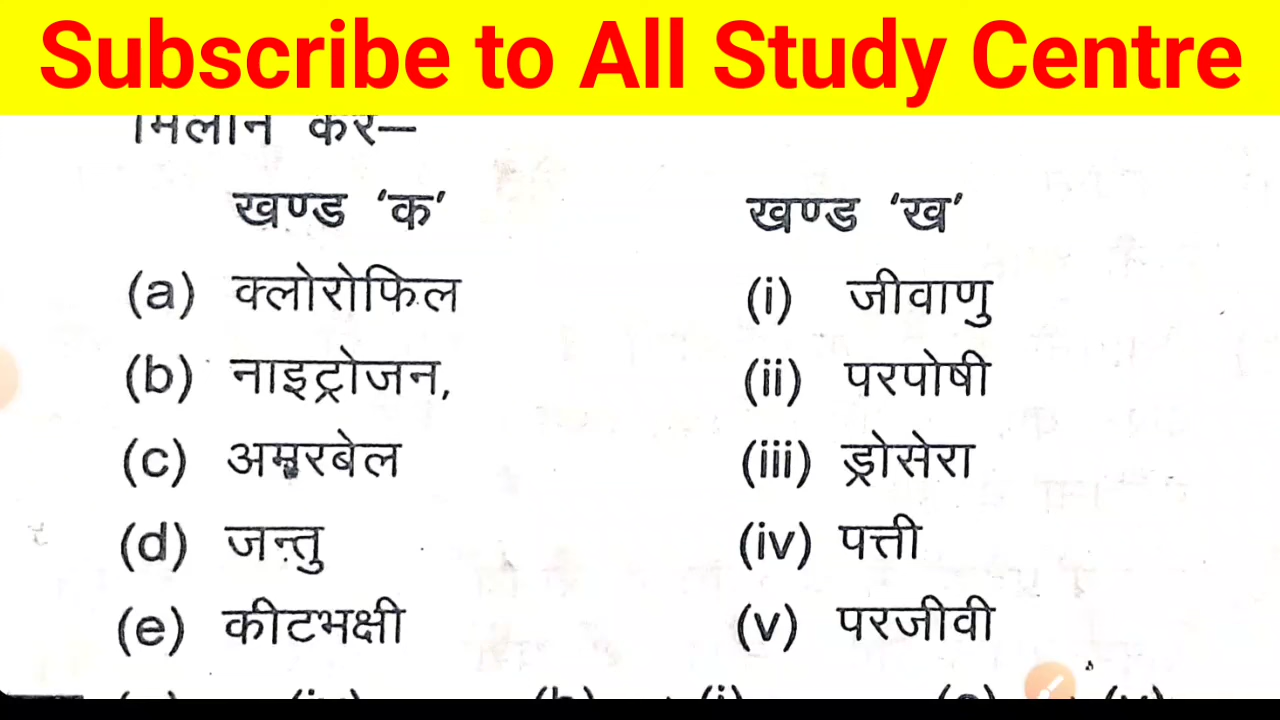 Subscribe to All Study Centre
मिलान करें—
खण्ड ‘क’ खण्ड ‘ख’
(a) क्लोरोफिल (i) जीवाणु
(b) नाइट्रोजन, (ii) परपोषी
(c) अमरबेल (iii) ड्रोसेरा
(d) जन्तु (iv) पत्ती
(e) कीटभक्षी (v) परजीवी